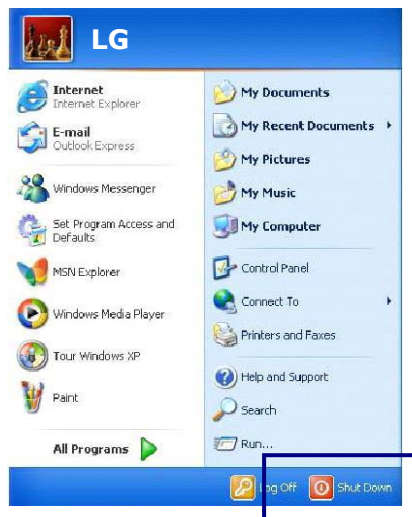 LG
Internet
Internet Explorer
E-mail
Outlook Express
Windows Messenger
Set Program Access and
Defaults
MSN Explorer
Windows Media Player
Tour Windows XP
Paint
All Programs
My Documents
My Recent Documents
My Pictures
My Music
My Computer
Control Panel
Connect To
Printers and Faxes
Help and Support
Search
Run...
Log Off
Shut Down